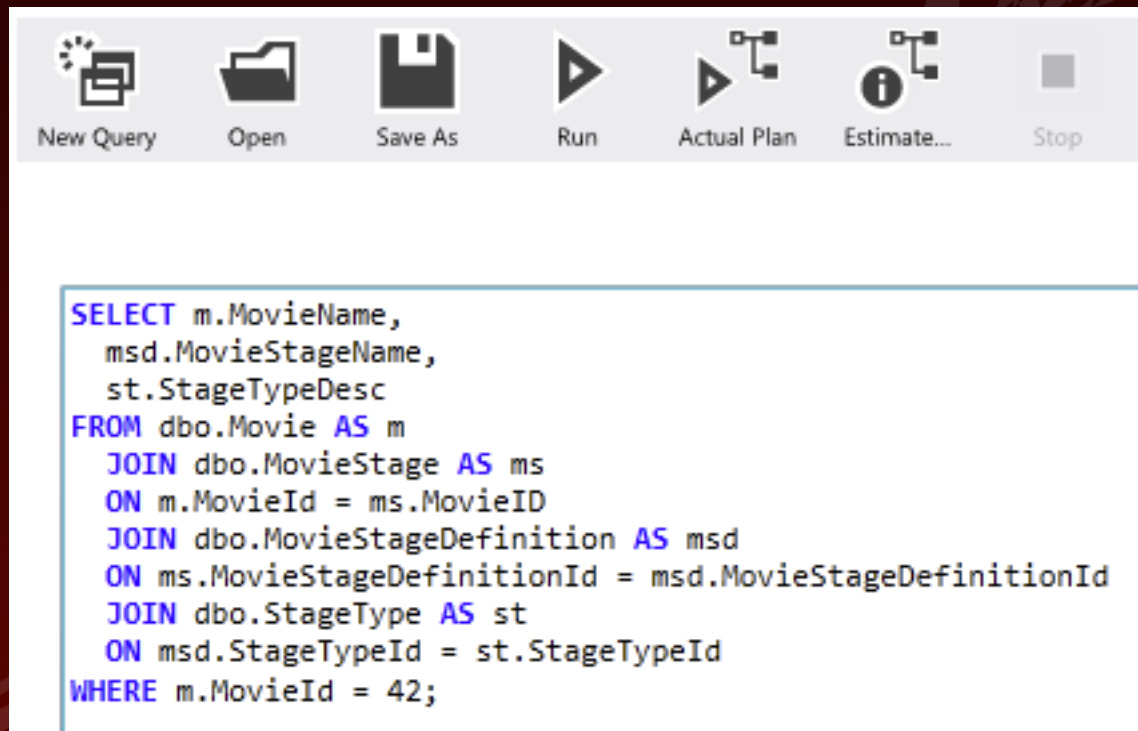 New Query Open Save As Run Actual Plan Estimate... Stop
SELECT m.MovieName,
msd.MovieStageName,
st.StageTypeDesc
FROM dbo.Movie AS m
JOIN dbo.MovieStage AS ms
ON m.MovieId = ms.MovieID
JOIN dbo.MovieStageDefinition AS msd
ON ms.MovieStageDefinitionId = msd.MovieStageDefinitionId
JOIN dbo.StageType AS st
ON msd.StageTypeId = st.StageTypeId
WHERE m.MovieId = 42;